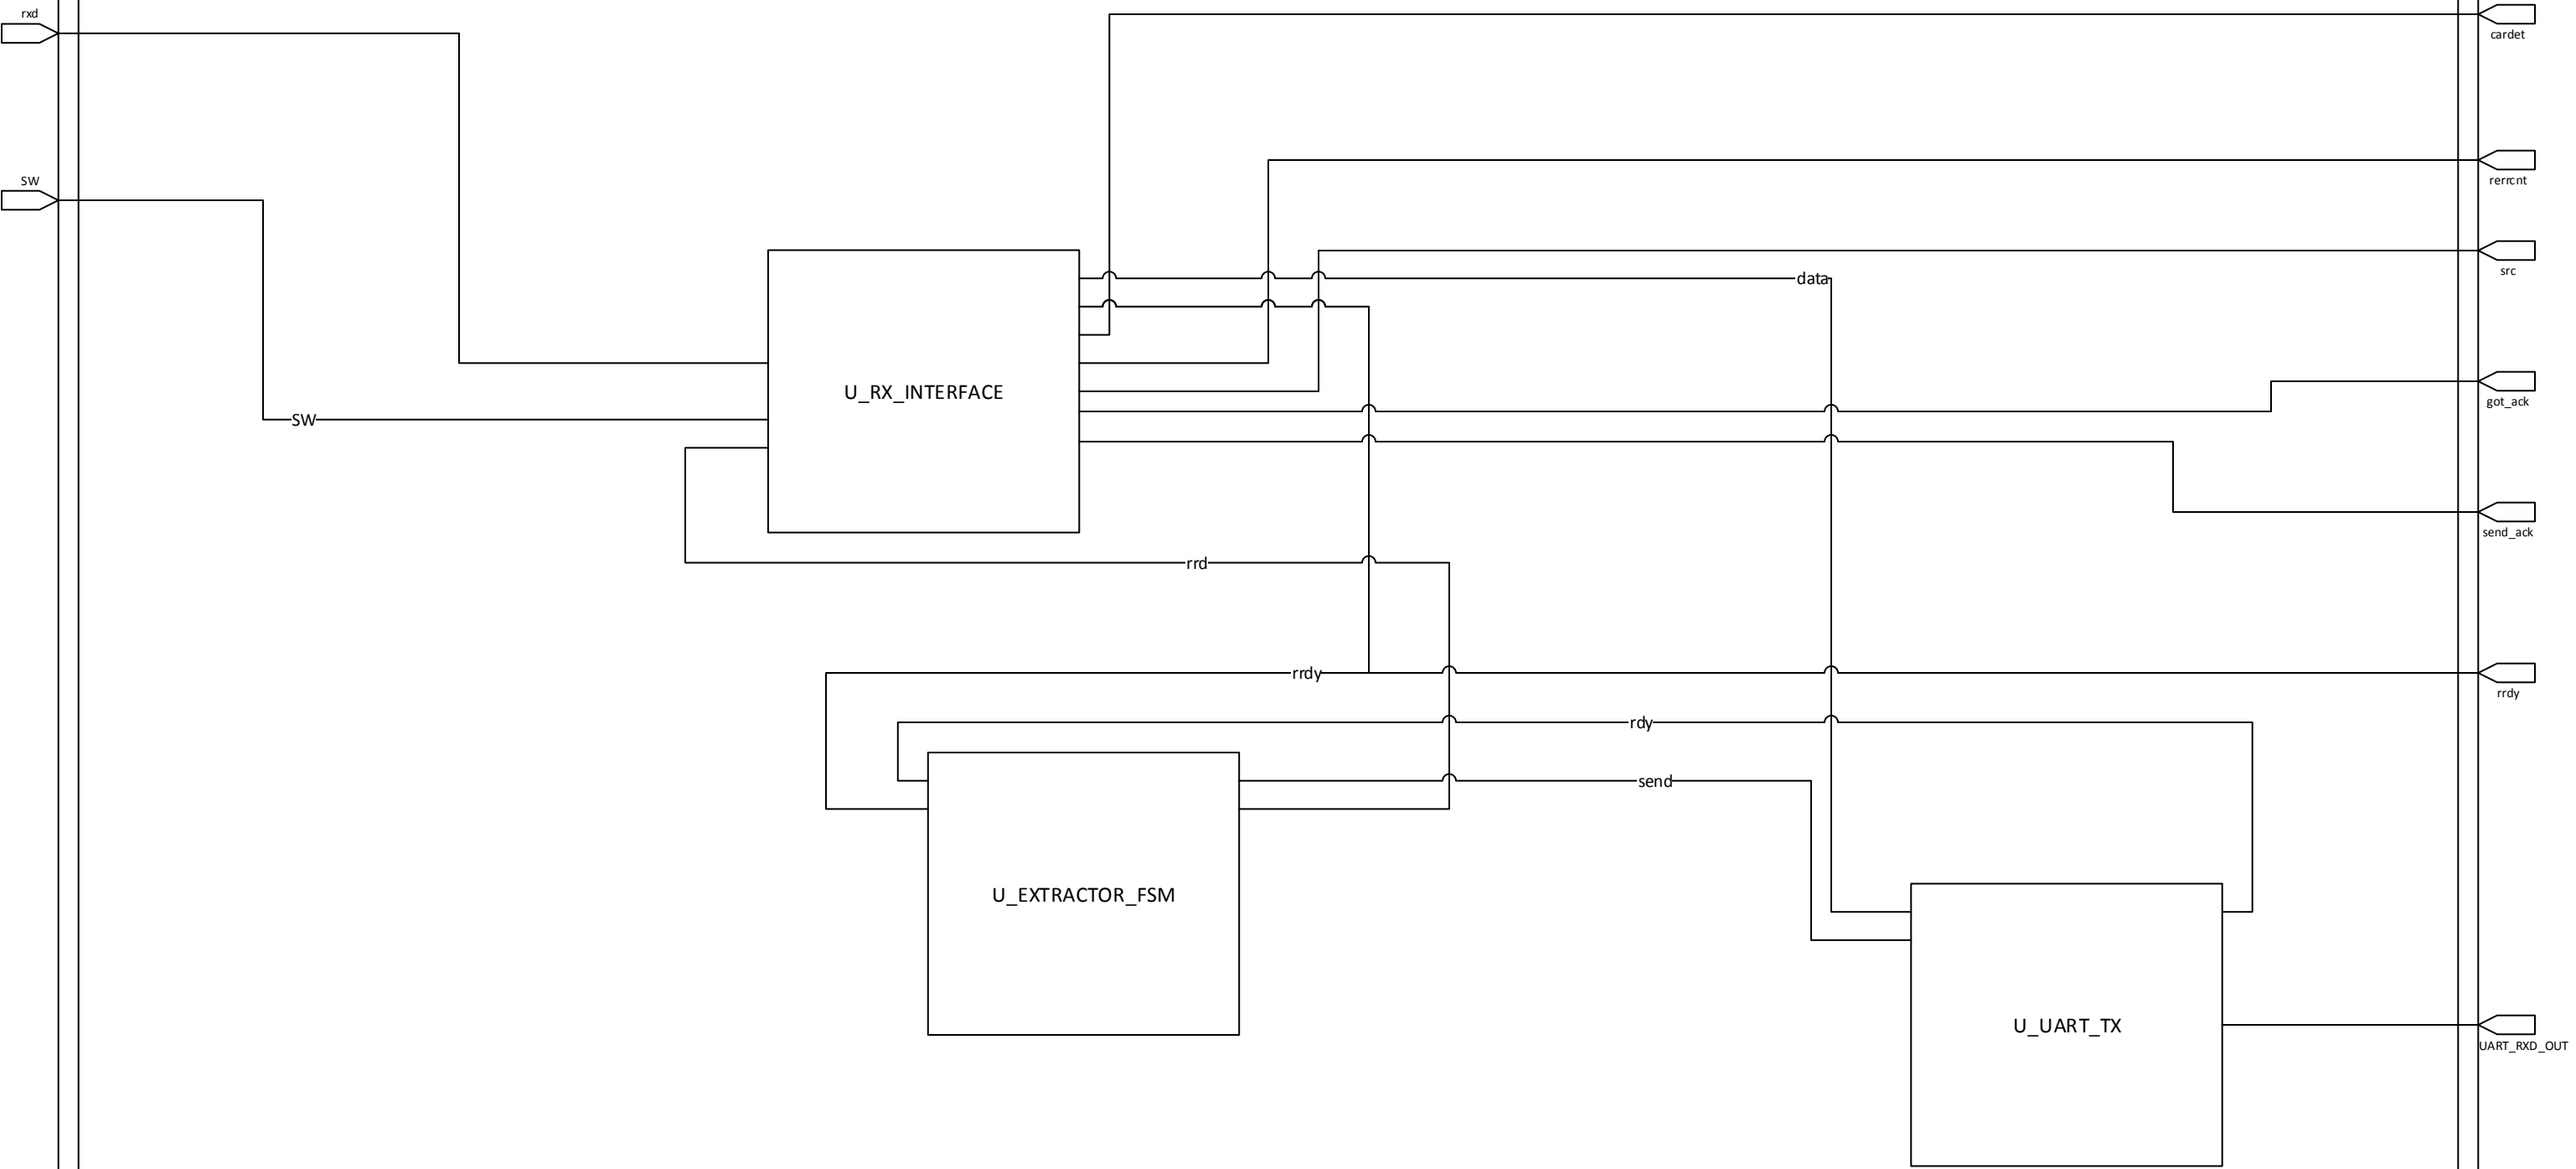 rxd
cardet
SW
rerrcnt
src
data
U_RX_INTERFACE
got_ack
SW
send_ack
rrd
rrdy
rrdy
rdy
send
U_EXTRACTOR_FSM
U_UART_TX
UART_RXD_OUT